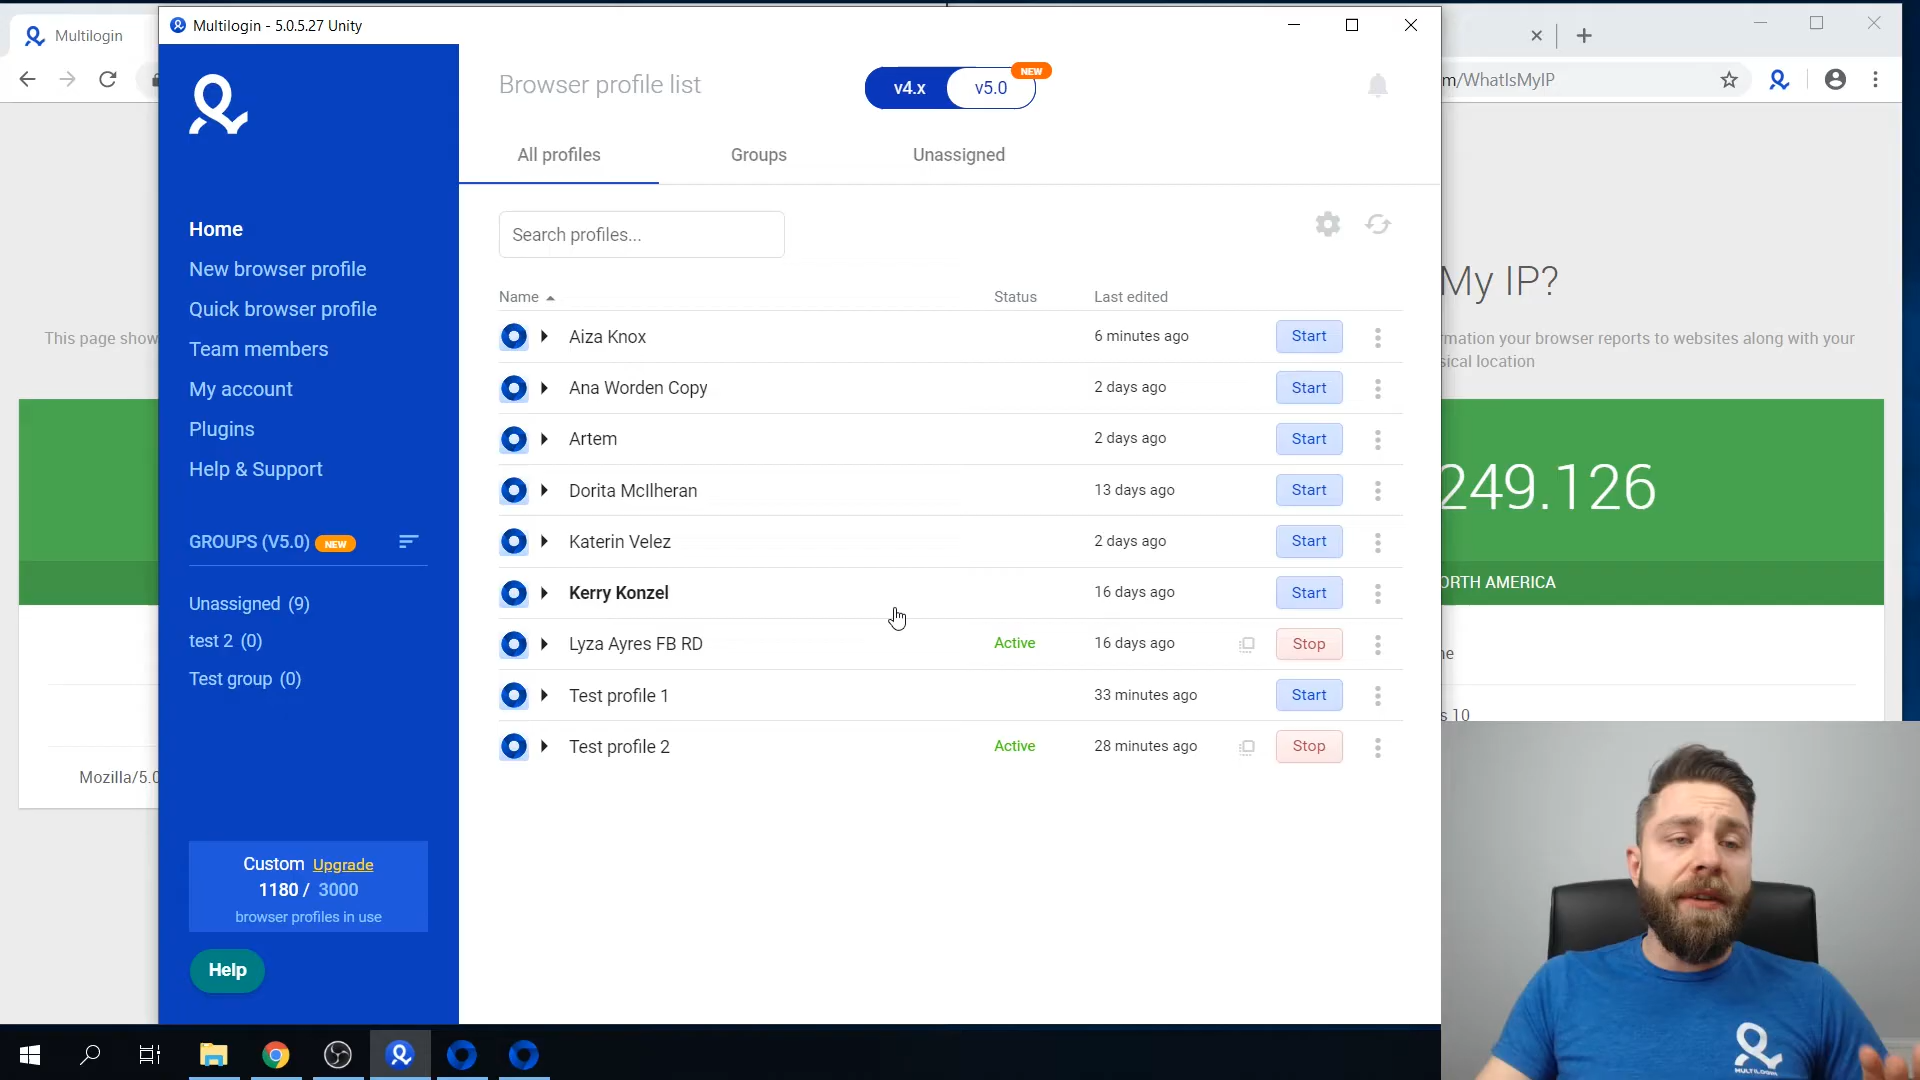 Multilogin
Multilogin - 5.0.5.27 Unity
m/WhatIsMyIP
Browser profile list
v4.x
v5.0
NEW
All profiles
Groups
Unassigned
Home
New browser profile
Quick browser profile
Team members
My account
Plugins
Help & Support
GROUPS (V5.0) NEW
Unassigned (9)
test 2 (0)
Test group (0)
Custom Upgrade
1180 / 3000
browser profiles in use
Help
Search profiles...
Name Status Last edited
Aiza Knox 6 minutes ago Start
Ana Worden Copy 2 days ago Start
Artem 2 days ago Start
Dorita McIlheran 13 days ago Start
Katerin Velez 2 days ago Start
Kerry Konzel 16 days ago Start
Lyza Ayres FB RD Active 16 days ago Stop
Test profile 1 33 minutes ago Start
Test profile 2 Active 28 minutes ago Stop
This page show
Mozilla/5.0
My IP?
rmation your browser reports to websites along with your
sical location
249.126
ORTH AMERICA
ne
s 10
MULTILOGIN